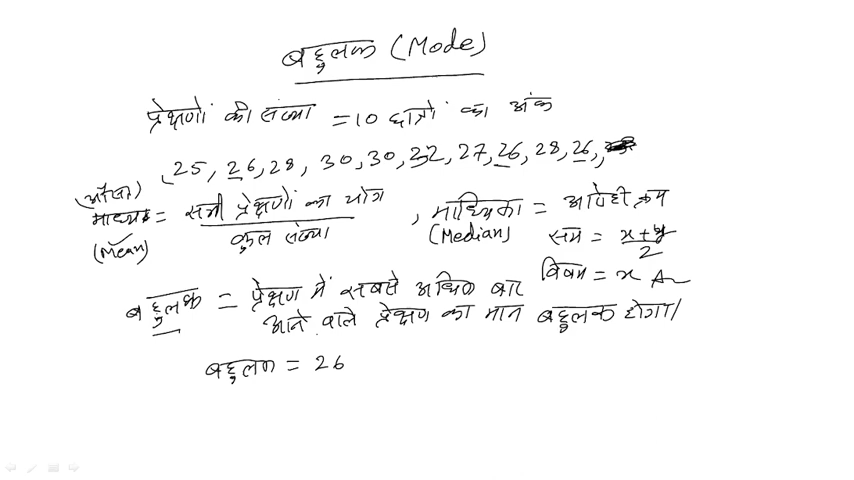 बहुलक (Mode)
प्रेक्षणों की संख्या = 10 छात्रों का अंक
25, 26, 28, 30, 30, 32, 27, 26, 28, 26,
(औसत)
माध्य = सभी प्रेक्षणों का योग / कुल संख्या , माध्यिका = आरोही क्रम
(Mean) (Median) सम = x+y / 2
विषम = x
बहुलक = प्रेक्षण में सबसे अधिक बार
आने वाले प्रेक्षण का मान बहुलक होगा।
बहुलक = 26